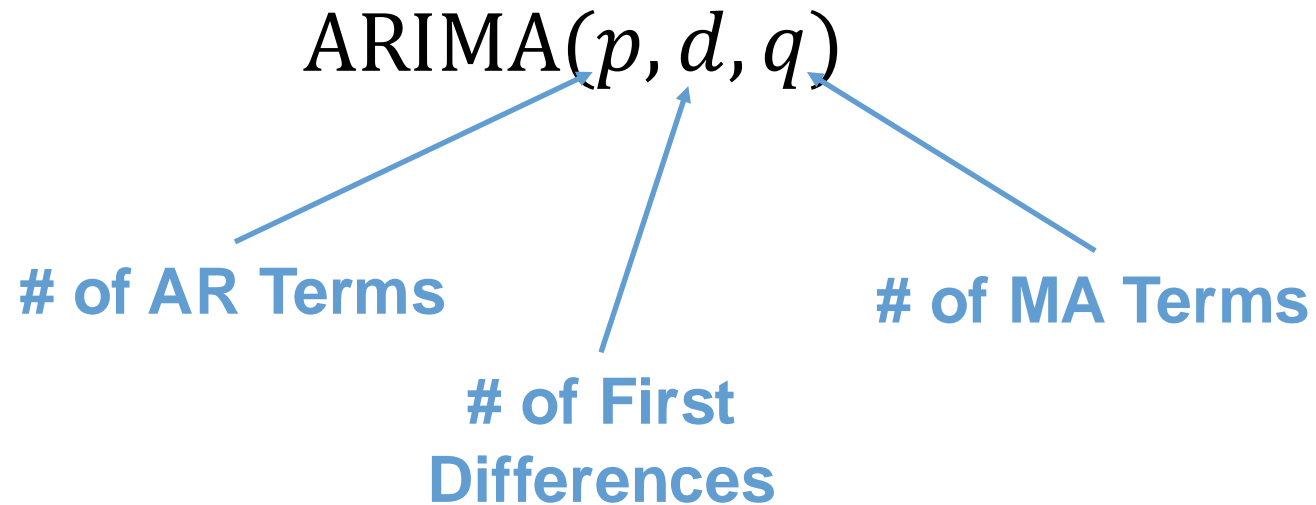 ARIMA(p, d, q)
# of AR Terms
# of MA Terms
# of First
Differences